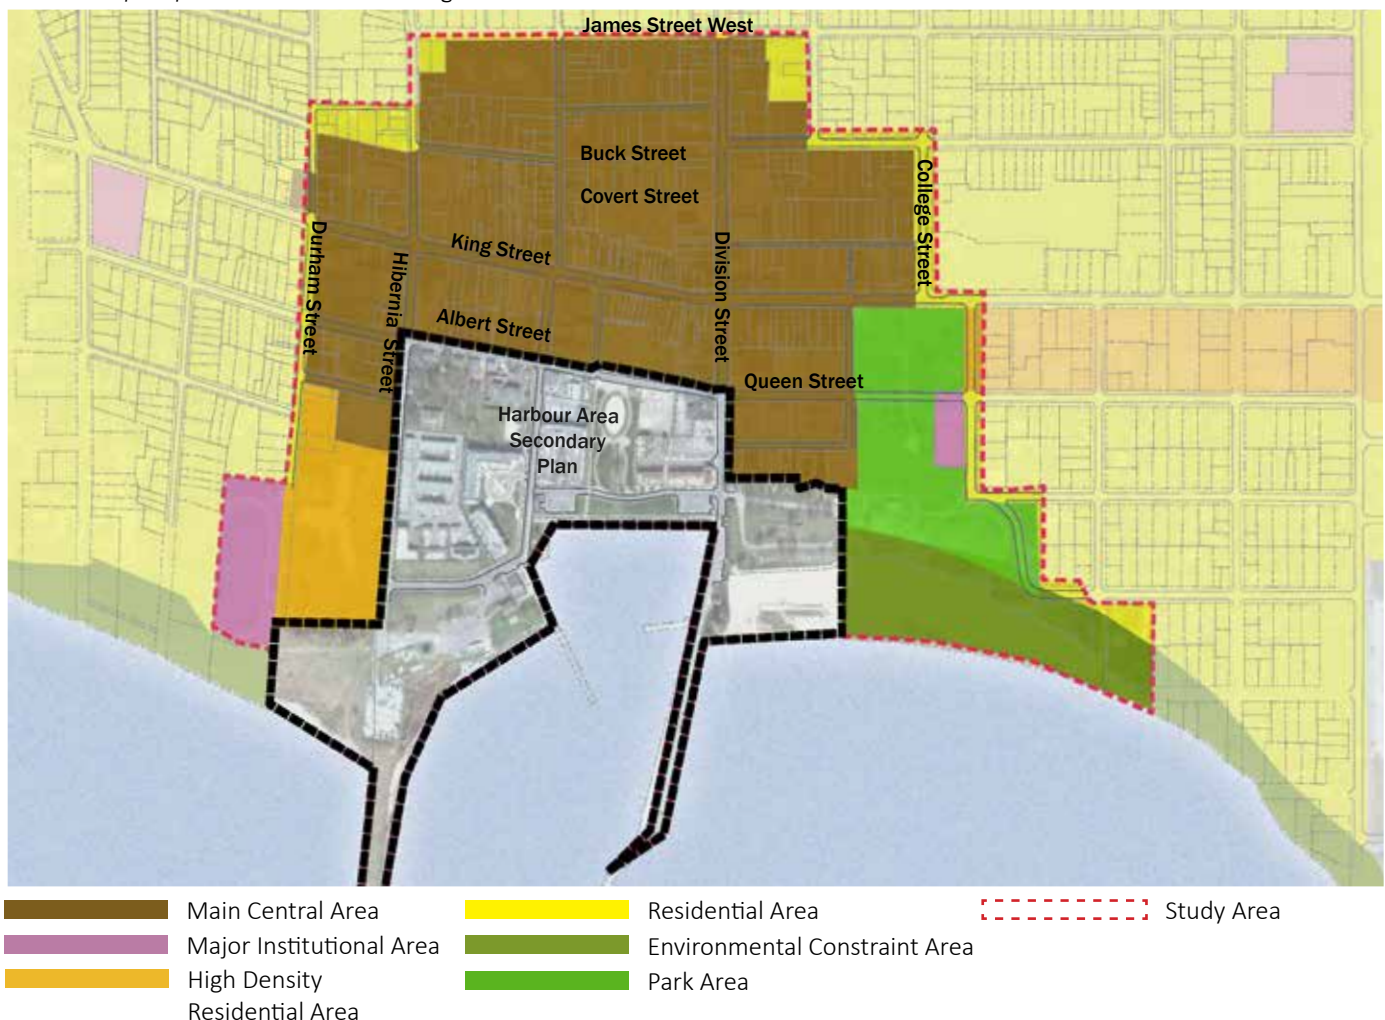 James Street West
Buck Street
Covert Street
College Street
King Street
Durham Street
Hibernia Street
Division Street
Albert Street
Queen Street
Harbour Area
Secondary
Plan
Main Central Area
Residential Area
Study Area
Major Institutional Area
Environmental Constraint Area
High Density
Residential Area
Park Area